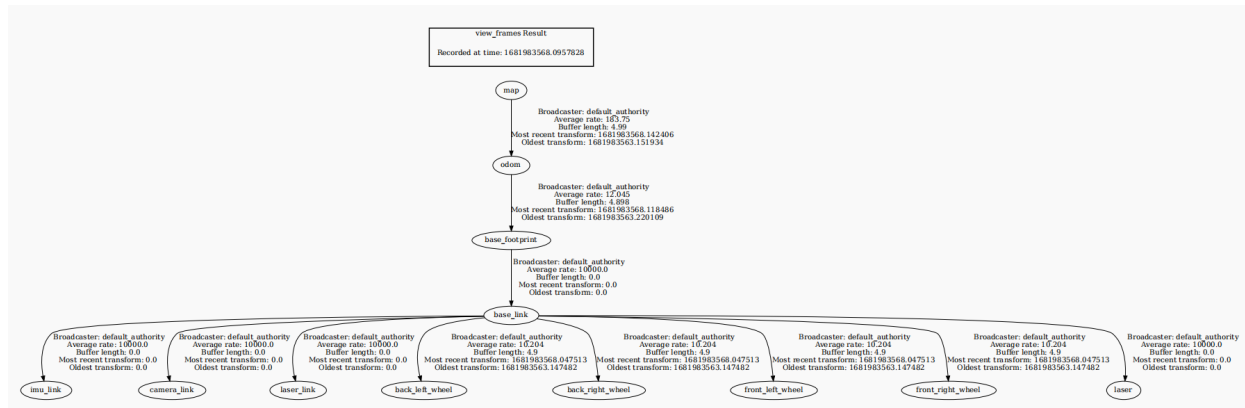 view_frames Result
Recorded at time: 1681983568.0957828
map
Broadcaster: default_authority
Average rate: 183.75
Buffer length: 4.99
Most recent transform: 1681983568.142406
Oldest transform: 1681983563.151934
odom
Broadcaster: default_authority
Average rate: 12.045
Buffer length: 4.898
Most recent transform: 1681983568.118486
Oldest transform: 1681983563.220109
base_footprint
Broadcaster: default_authority
Average rate: 10000.0
Buffer length: 0.0
Most recent transform: 0.0
Oldest transform: 0.0
base_link
Broadcaster: default_authority
Average rate: 10000.0
Buffer length: 0.0
Most recent transform: 0.0
Oldest transform: 0.0
imu_link
Broadcaster: default_authority
Average rate: 10000.0
Buffer length: 0.0
Most recent transform: 0.0
Oldest transform: 0.0
camera_link
Broadcaster: default_authority
Average rate: 10000.0
Buffer length: 0.0
Most recent transform: 0.0
Oldest transform: 0.0
laser_link
Broadcaster: default_authority
Average rate: 10.204
Buffer length: 4.9
Most recent transform: 1681983568.047513
Oldest transform: 1681983563.147482
back_left_wheel
Broadcaster: default_authority
Average rate: 10.204
Buffer length: 4.9
Most recent transform: 1681983568.047513
Oldest transform: 1681983563.147482
back_right_wheel
Broadcaster: default_authority
Average rate: 10.204
Buffer length: 4.9
Most recent transform: 1681983568.047513
Oldest transform: 1681983563.147482
front_left_wheel
Broadcaster: default_authority
Average rate: 10.204
Buffer length: 4.9
Most recent transform: 1681983568.047513
Oldest transform: 1681983563.147482
front_right_wheel
Broadcaster: default_authority
Average rate: 10000.0
Buffer length: 0.0
Most recent transform: 0.0
Oldest transform: 0.0
laser